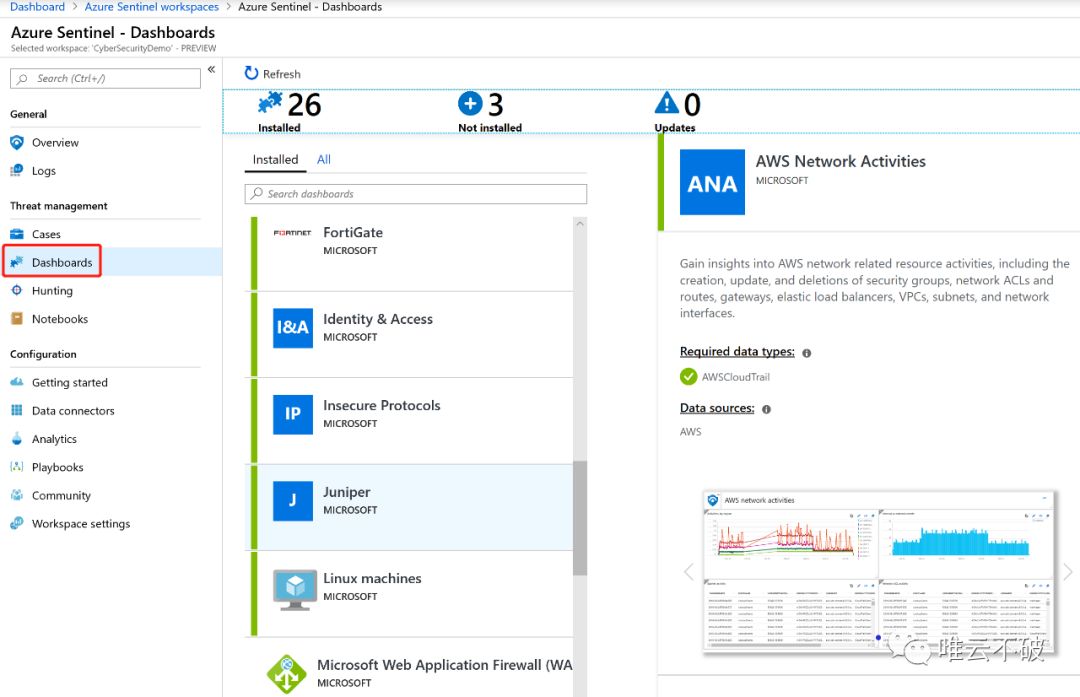 Dashboard > Azure Sentinel workspaces > Azure Sentinel - Dashboards
Azure Sentinel - Dashboards
Selected workspace: 'CyberSecurityDemo' - PREVIEW
Search (Ctrl+/)
«
General
Overview
Logs
Threat management
Cases
Dashboards
Hunting
Notebooks
Configuration
Getting started
Data connectors
Analytics
Playbooks
Community
Workspace settings
Refresh
26
Installed
3
Not installed
0
Updates
Installed
All
Search dashboards
FORTINET
FortiGate
MICROSOFT
I&A
Identity & Access
MICROSOFT
IP
Insecure Protocols
MICROSOFT
J
Juniper
MICROSOFT
Linux machines
MICROSOFT
Microsoft Web Application Firewall (WA
MICROSOFT
ANA
AWS Network Activities
MICROSOFT
Gain insights into AWS network related resource activities, including the
creation, update, and deletions of security groups, network ACLs and
routes, gateways, elastic load balancers, VPCs, subnets, and network
interfaces.
Required data types:
AWSCloudTrail
Data sources:
AWS
AWS network activities
唯云不破